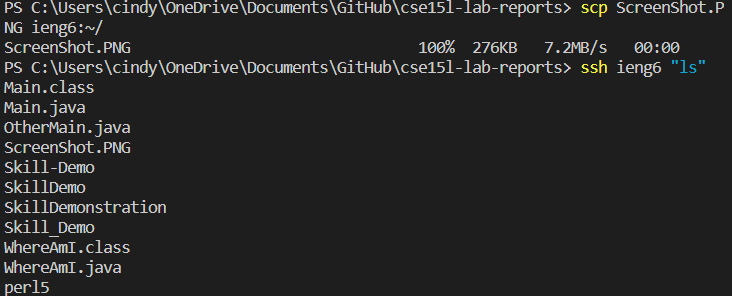 PS C:\Users\cindy\OneDrive\Documents\GitHub\cse15l-lab-reports> scp ScreenShot.P
NG ieng6:~/
ScreenShot.PNG 100% 276KB 7.2MB/s 00:00
PS C:\Users\cindy\OneDrive\Documents\GitHub\cse15l-lab-reports> ssh ieng6 "ls"
Main.class
Main.java
OtherMain.java
ScreenShot.PNG
Skill-Demo
SkillDemo
SkillDemonstration
Skill_Demo
WhereAmI.class
WhereAmI.java
perl5